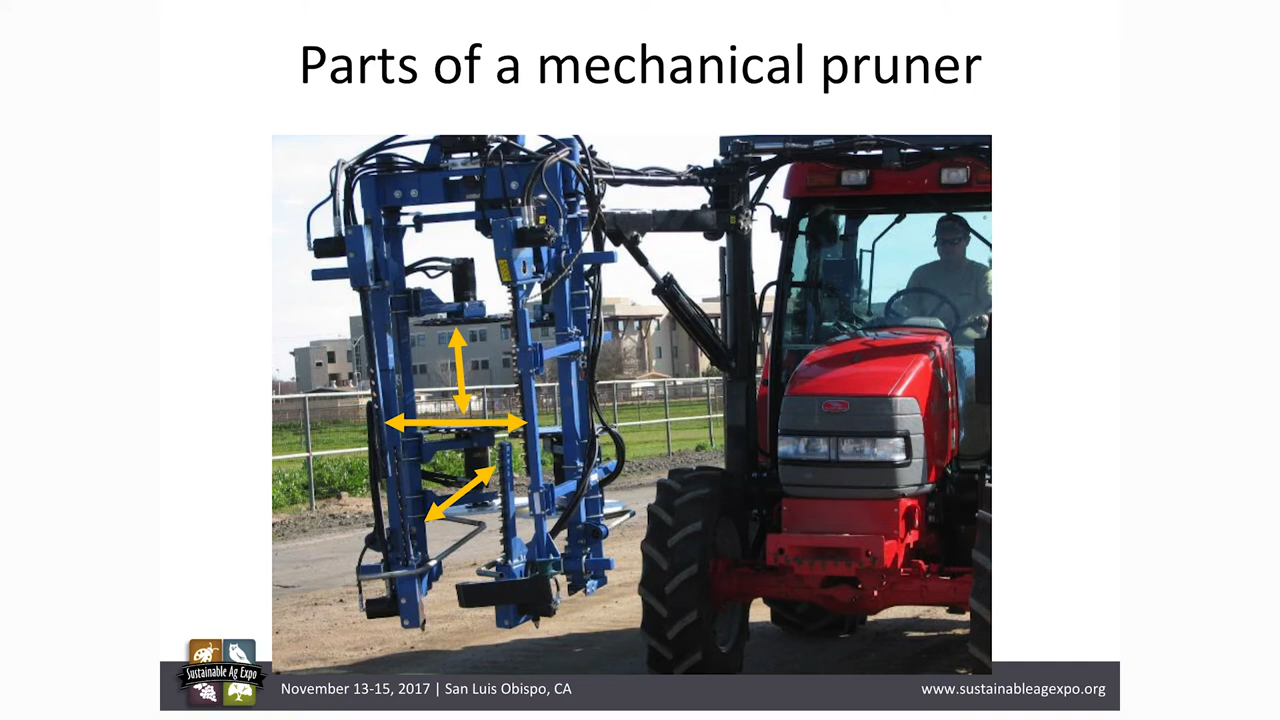 Parts of a mechanical pruner
Sustainable Ag Expo
November 13-15, 2017 | San Luis Obispo, CA
www.sustainableagexpo.org